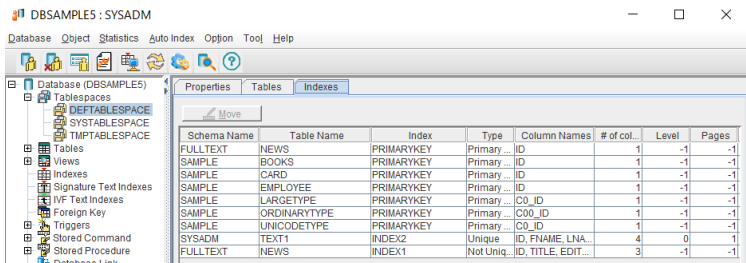 DBSAMPLE5 : SYSADM
Database Object Statistics Auto Index Option Tool Help
Database (DBSAMPLE5)
Tablespaces
DEFTABLESPACE
SYSTABLESPACE
TMPTABLESPACE
Tables
Views
Indexes
Signature Text Indexes
IVF Text Indexes
Foreign Key
Triggers
Stored Command
Stored Procedure
Database Link
Properties Tables Indexes
Move
Schema Name Table Name Index Type Column Names # of col... Level Pages
FULLTEXT NEWS PRIMARYKEY Primary ... ID 1 -1 -1
SAMPLE BOOKS PRIMARYKEY Primary ... ID 1 -1 -1
SAMPLE CARD PRIMARYKEY Primary ... ID 1 -1 -1
SAMPLE EMPLOYEE PRIMARYKEY Primary ... ID 1 -1 -1
SAMPLE LARGETYPE PRIMARYKEY Primary ... C0_ID 1 -1 -1
SAMPLE ORDINARYTYPE PRIMARYKEY Primary ... C00_ID 1 -1 -1
SAMPLE UNICODETYPE PRIMARYKEY Primary ... C0_ID 1 -1 -1
SYSADM TEXT1 INDEX2 Unique ID, FNAME, LNA... 4 0 1
FULLTEXT NEWS INDEX1 Not Uniq... ID, TITLE, EDIT... 3 -1 -1